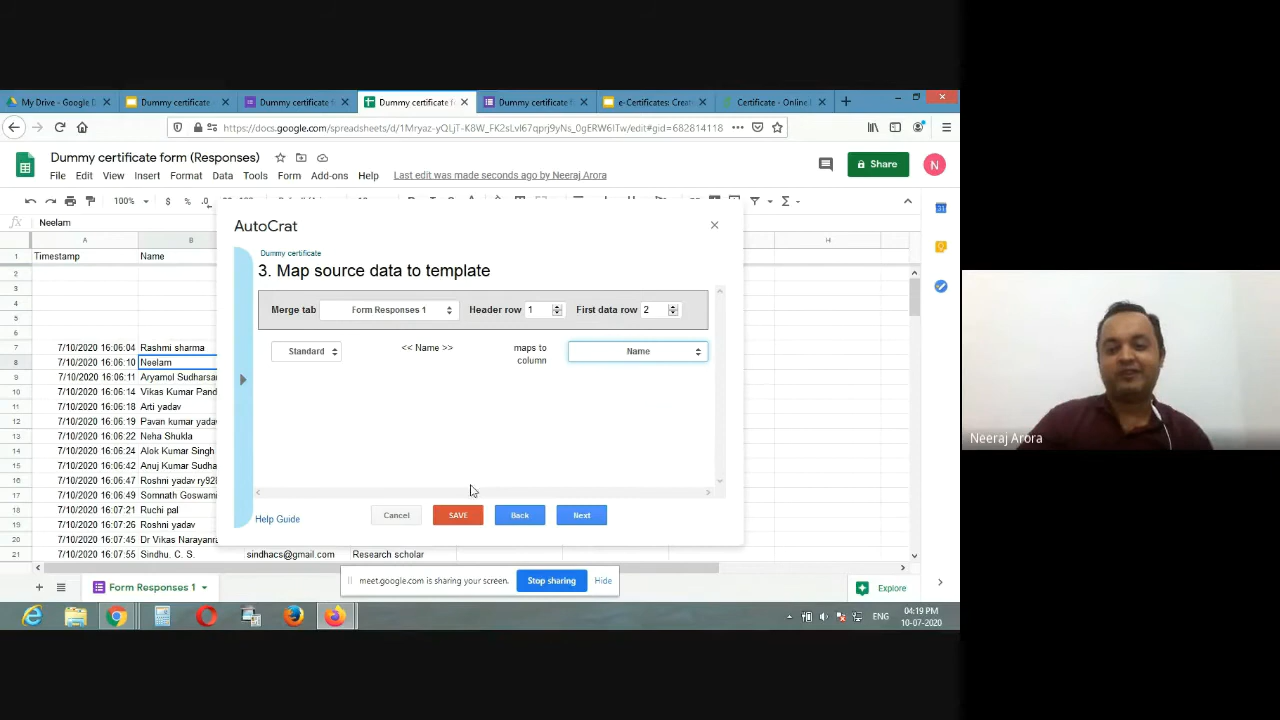 My Drive - Google D
Dummy certificate
Dummy certificate f
Dummy certificate fo
Dummy certificate f
e-Certificates: Creat
Certificate - Online
https://docs.google.com/spreadsheets/d/1Mryaz-yQLjT-K8W_FK2sLvl67qprj9yNs_0gERW6ITw/edit#gid=682814118
Dummy certificate form (Responses)
Share
N
File Edit View Insert Format Data Tools Form Add-ons Help Last edit was made seconds ago by Neeraj Arora
100% $ % .0
fx Neelam
A B H
1 Timestamp Name
2
3
4
5
6
7 7/10/2020 16:06:04 Rashmi sharma
8 7/10/2020 16:06:10 Neelam
9 7/10/2020 16:06:11 Aryamol Sudharsan
10 7/10/2020 16:06:14 Vikas Kumar Pand
11 7/10/2020 16:06:18 Arti yadav
12 7/10/2020 16:06:19 Pavan kumar yadav
13 7/10/2020 16:06:22 Neha Shukla
14 7/10/2020 16:06:24 Alok Kumar Singh
15 7/10/2020 16:06:42 Anuj Kumar Sudha
16 7/10/2020 16:06:47 Roshni yadav ry928
17 7/10/2020 16:06:49 Somnath Goswami
18 7/10/2020 16:07:21 Ruchi pal
19 7/10/2020 16:07:25 Roshni yadav
20 7/10/2020 16:07:40 Dr Vikas Narayanra
21 7/10/2020 16:07:55 Sindhu. C. S. sindhacs@gmail.com Research scholar
AutoCrat
Dummy certificate
3. Map source data to template
Merge tab Form Responses 1 Header row 1 First data row 2
Standard << Name >> maps to column Name
Help Guide Cancel SAVE Back Next
meet.google.com is sharing your screen. Stop sharing Hide
Form Responses 1 Explore
ENG
04:19 PM
10-07-2020
Neeraj Arora